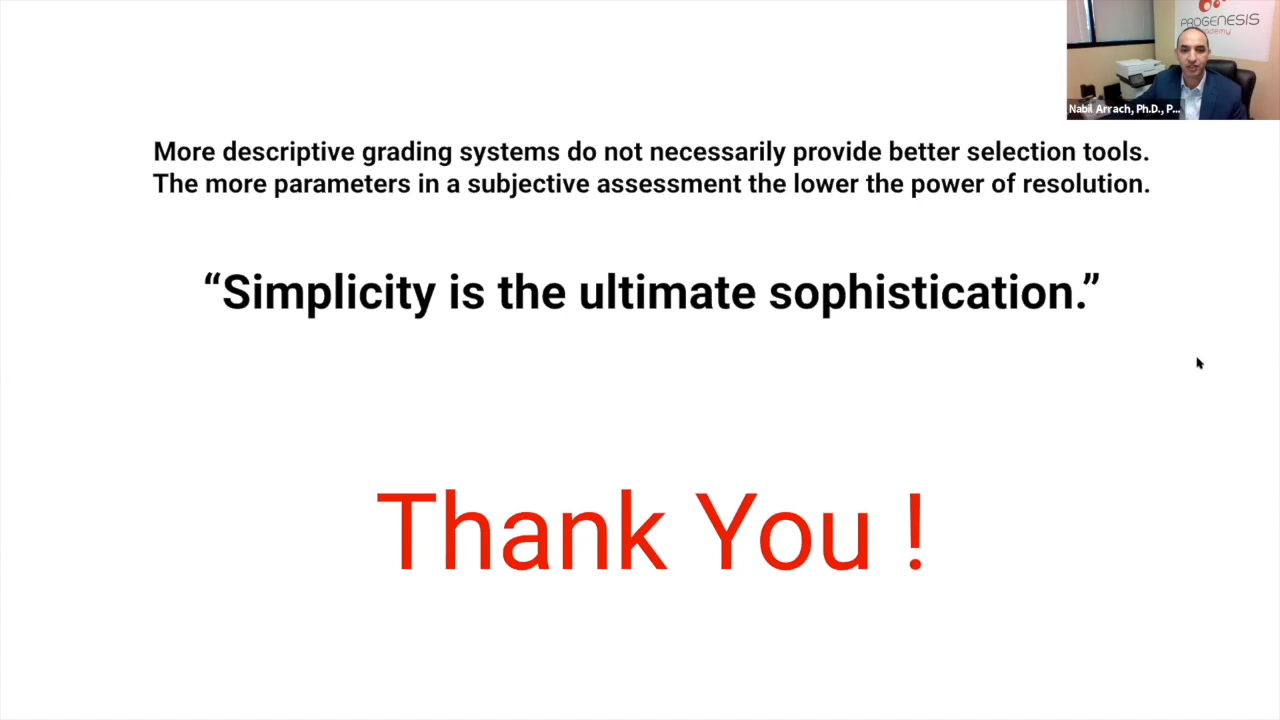 PROGENESIS
academy
Nabil Arrach, Ph.D., P...
More descriptive grading systems do not necessarily provide better selection tools.
The more parameters in a subjective assessment the lower the power of resolution.
“Simplicity is the ultimate sophistication.”
Thank You !